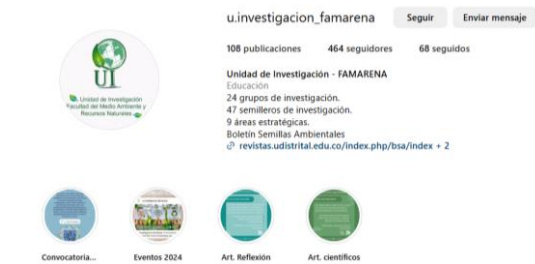 u.investigacion_famarena
Seguir
Enviar mensaje
108 publicaciones
464 seguidores
68 seguidos
UI
Unidad de Investigación
Facultad del Medio Ambiente y
Recursos Naturales
Unidad de Investigación - FAMARENA
Educación
24 grupos de investigación.
47 semilleros de investigación.
9 áreas estratégicas.
Boletín Semillas Ambientales
revistas.udistrital.edu.co/index.php/bsa/index + 2
Convocatoria...
Eventos 2024
Art. Reflexión
Art. científicos